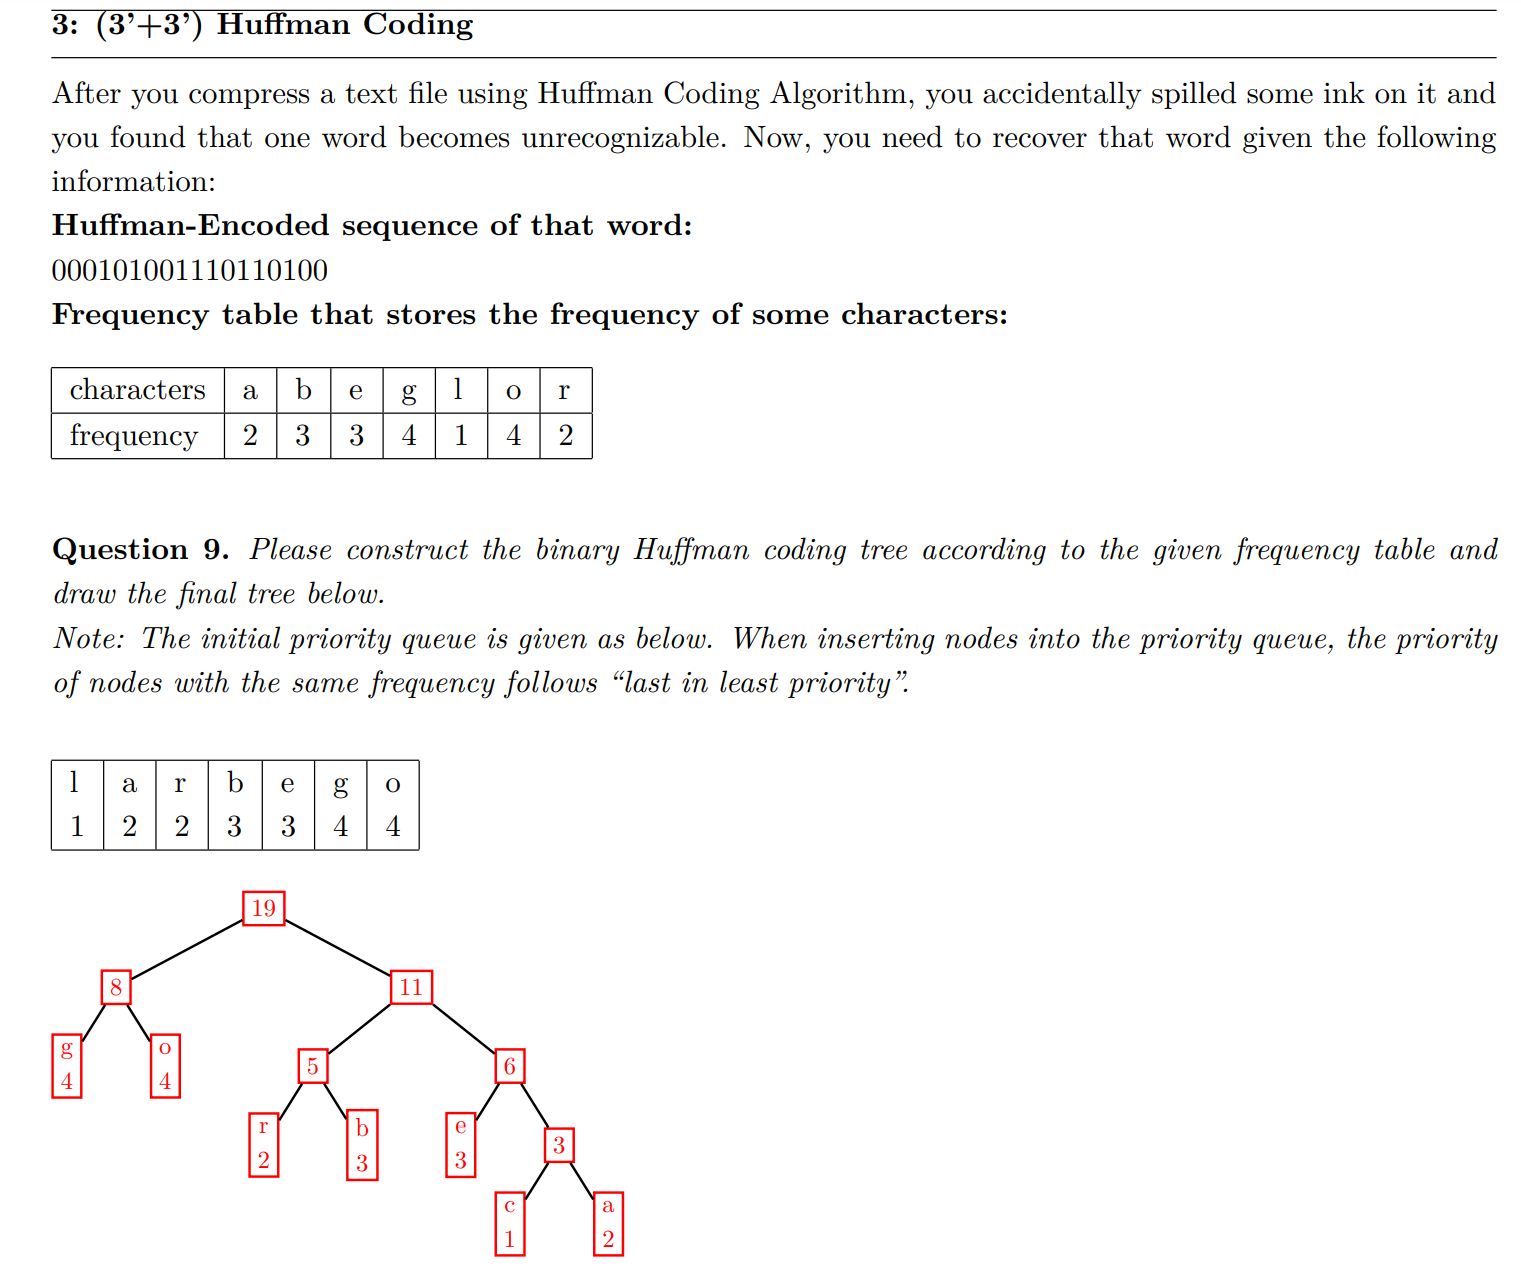 3: (3’+3’) Huffman Coding
After you compress a text file using Huffman Coding Algorithm, you accidentally spilled some ink on it and
you found that one word becomes unrecognizable. Now, you need to recover that word given the following
information:
Huffman-Encoded sequence of that word:
000101001110110100
Frequency table that stores the frequency of some characters:
characters a b e g l o r
frequency 2 3 3 4 1 4 2
Question 9. Please construct the binary Huffman coding tree according to the given frequency table and
draw the final tree below.
Note: The initial priority queue is given as below. When inserting nodes into the priority queue, the priority
of nodes with the same frequency follows “last in least priority”.
l a r b e g o
1 2 2 3 3 4 4
19
8 11
g o 5 6
4 4
r b e 3
2 3 3
c a
1 2